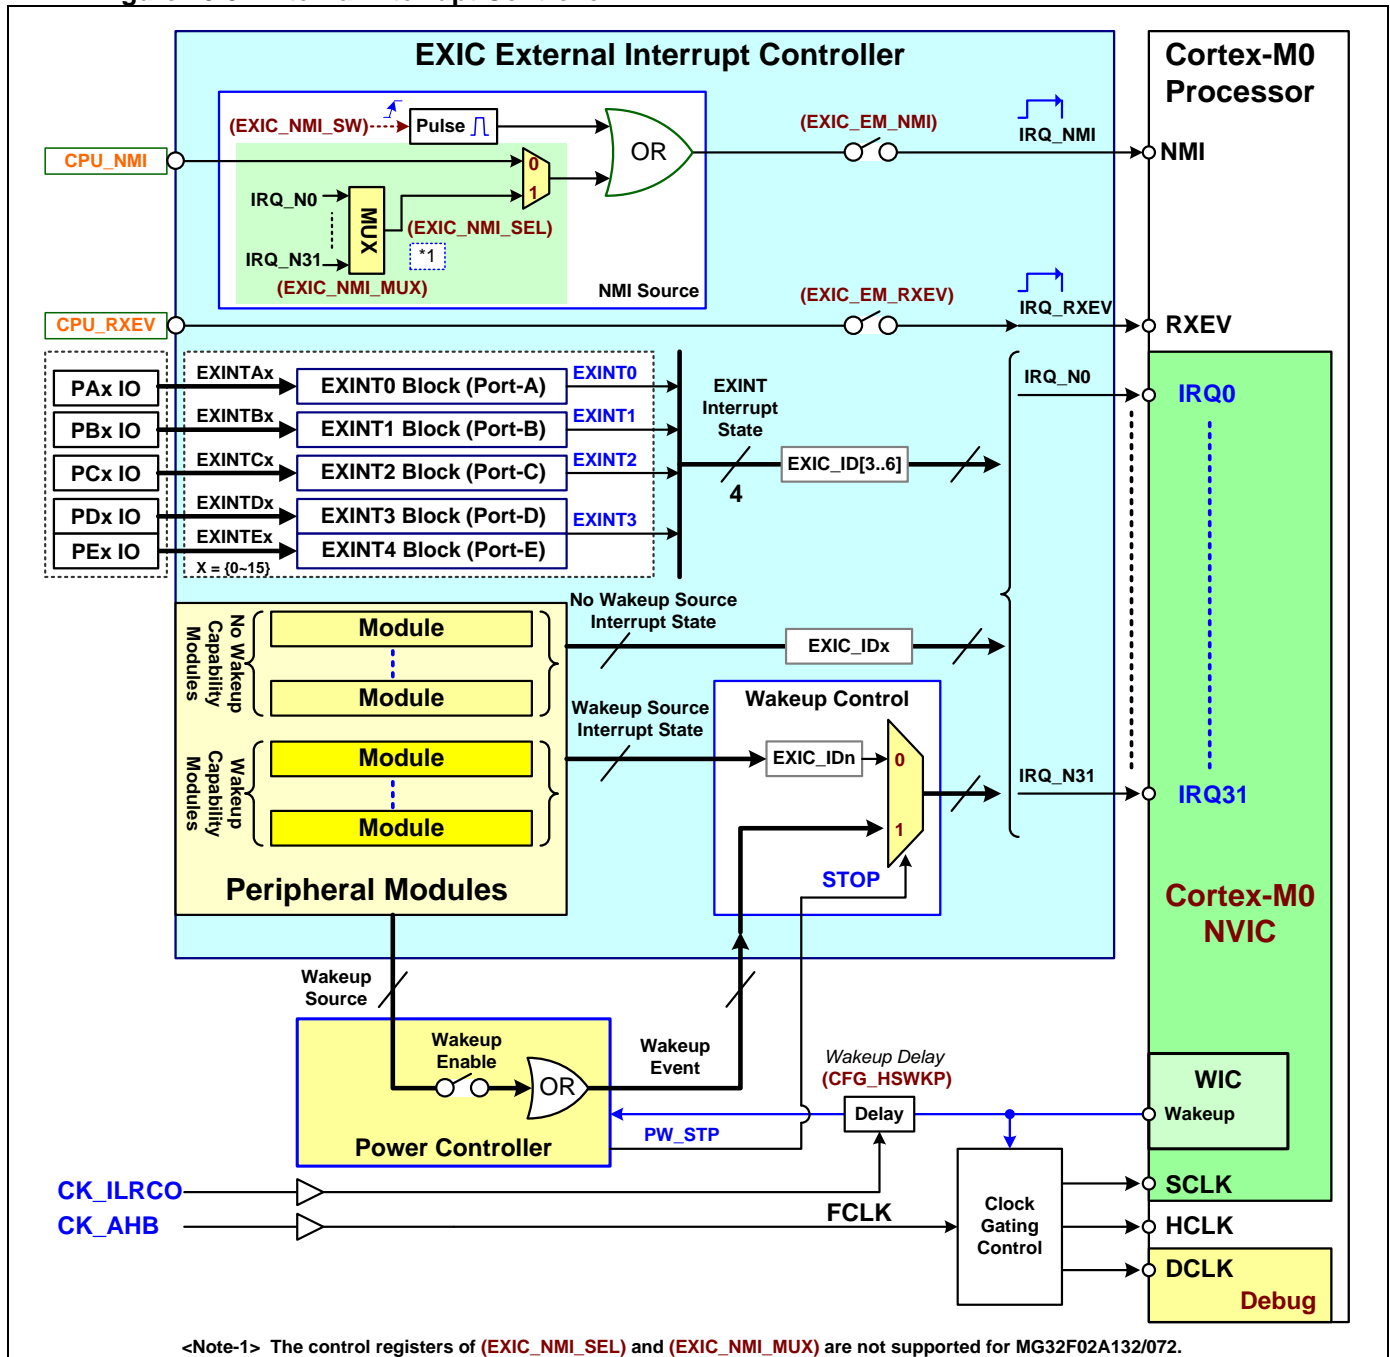 EXIC External Interrupt Controller
Cortex-M0
Processor
(EXIC_NMI_SW)
Pulse
OR
(EXIC_EM_NMI)
IRQ_NMI
CPU_NMI
NMI
0
1
IRQ_N0
MUX
(EXIC_NMI_SEL)
*1
IRQ_N31
(EXIC_NMI_MUX)
NMI Source
(EXIC_EM_RXEV)
IRQ_RXEV
CPU_RXEV
RXEV
PAx IO
EXINTAx
EXINT0 Block (Port-A)
EXINT0
PBx IO
EXINTBx
EXINT1 Block (Port-B)
EXINT1
PCx IO
EXINTCx
EXINT2 Block (Port-C)
EXINT2
PDx IO
EXINTDx
EXINT3 Block (Port-D)
EXINT3
PEx IO
EXINTEx
EXINT4 Block (Port-E)
X = {0~15}
EXINT
Interrupt
State
4
EXIC_ID[3..6]
IRQ_N0
IRQ0
No Wakeup
Capability
Modules
Module
Module
No Wakeup Source
Interrupt State
EXIC_IDx
Wakeup
Capability
Modules
Module
Module
Wakeup Source
Interrupt State
Wakeup Control
EXIC_IDn
0
1
STOP
IRQ_N31
IRQ31
Peripheral Modules
Cortex-M0
NVIC
Wakeup
Source
Wakeup
Enable
OR
Wakeup
Event
Power Controller
PW_STP
Wakeup Delay
(CFG_HSWKP)
Delay
WIC
Wakeup
CK_ILRCO
CK_AHB
FCLK
Clock
Gating
Control
SCLK
HCLK
DCLK
Debug
<Note-1> The control registers of (EXIC_NMI_SEL) and (EXIC_NMI_MUX) are not supported for MG32F02A132/072.